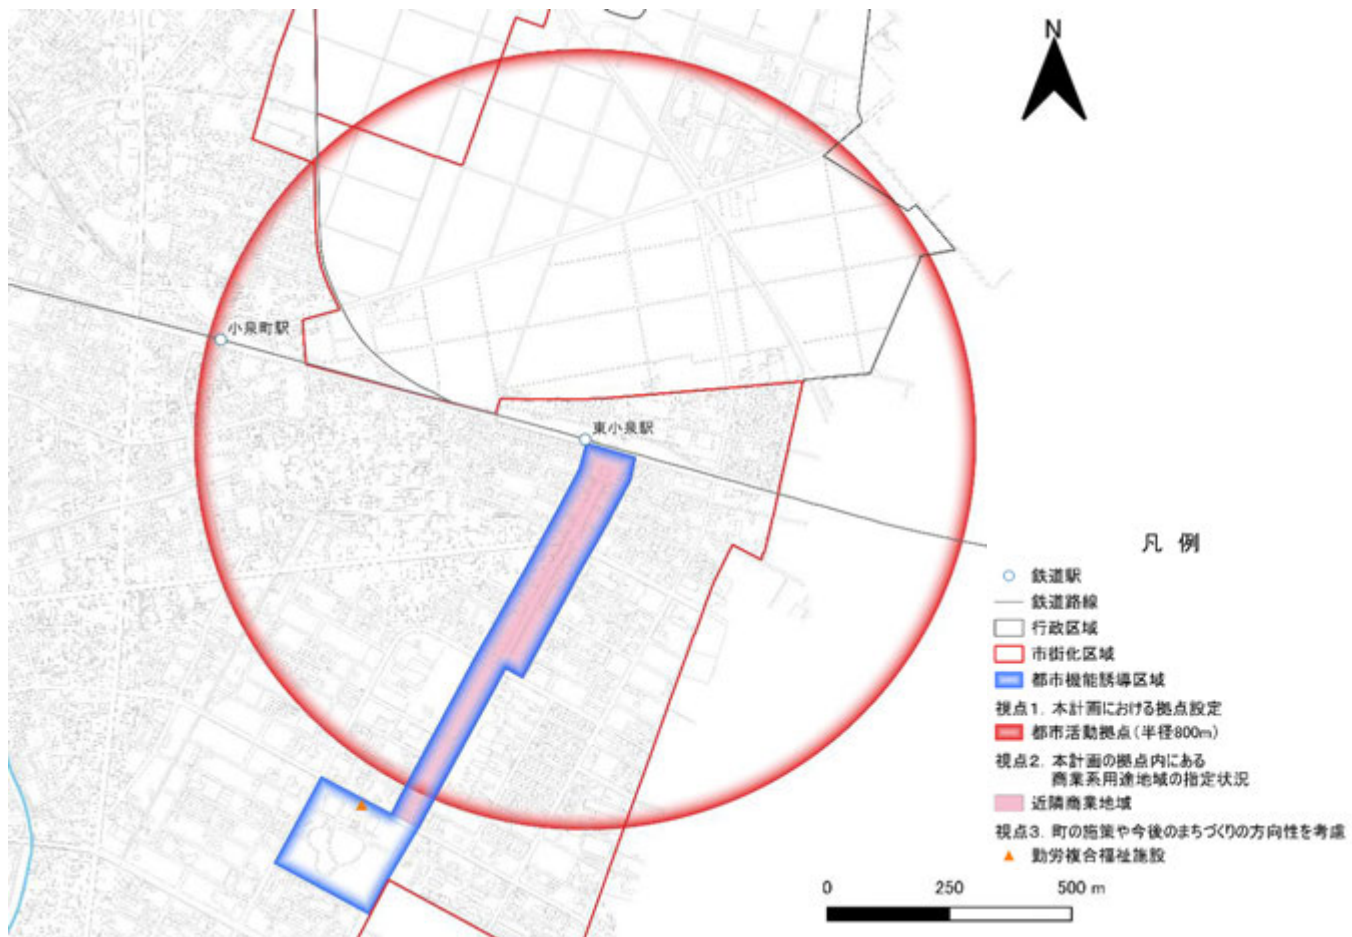 N
小泉町駅
東小泉駅
凡 例
鉄道駅
鉄道路線
行政区域
市街化区域
都市機能誘導区域
視点1. 本計画における拠点設定
都市活動拠点(半径800m)
視点2. 本計画の拠点内にある
商業系用途地域の指定状況
近隣商業地域
視点3. 町の施策や今後のまちづくりの方向性を考慮
勤労複合福祉施設
0 250 500 m